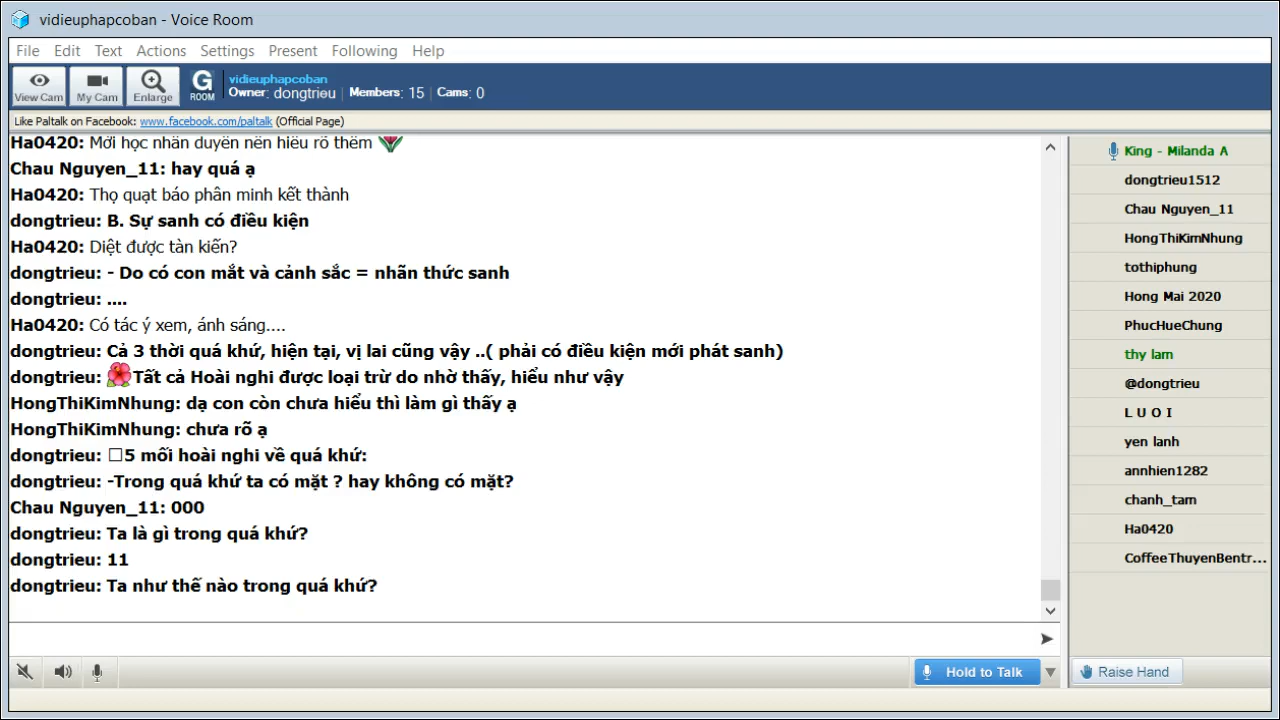 vidieuphapcoban - Voice Room
File Edit Text Actions Settings Present Following Help
View Cam My Cam Enlarge G ROOM
vidieuphapcoban
Owner: dongtrieu | Members: 15 | Cams: 0
Like Paltalk on Facebook: www.facebook.com/paltalk (Official Page)
Ha0420: Mới học nhân duyên nên hiểu rõ thêm
Chau Nguyen_11: hay quá ạ
Ha0420: Thọ quạt báo phân minh kết thành
dongtrieu: B. Sự sanh có điều kiện
Ha0420: Diệt được tàn kiến?
dongtrieu: - Do có con mắt và cảnh sắc = nhãn thức sanh
dongtrieu: ....
Ha0420: Có tác ý xem, ánh sáng....
dongtrieu: Cả 3 thời quá khứ, hiện tại, vị lai cũng vậy ..( phải có điều kiện mới phát sanh)
dongtrieu: Tất cả Hoài nghi được loại trừ do nhờ thấy, hiểu như vậy
HongThiKimNhung: dạ con còn chưa hiểu thì làm gì thấy ạ
HongThiKimNhung: chưa rõ ạ
dongtrieu: □5 mối hoài nghi về quá khứ:
dongtrieu: -Trong quá khứ ta có mặt ? hay không có mặt?
Chau Nguyen_11: 000
dongtrieu: Ta là gì trong quá khứ?
dongtrieu: 11
dongtrieu: Ta như thế nào trong quá khứ?
King - Milanda A
dongtrieu1512
Chau Nguyen_11
HongThiKimNhung
tothiphung
Hong Mai 2020
PhucHueChung
thy lam
@dongtrieu
L U O I
yen lanh
annhien1282
chanh_tam
Ha0420
CoffeeThuyenBentr...
Hold to Talk
Raise Hand